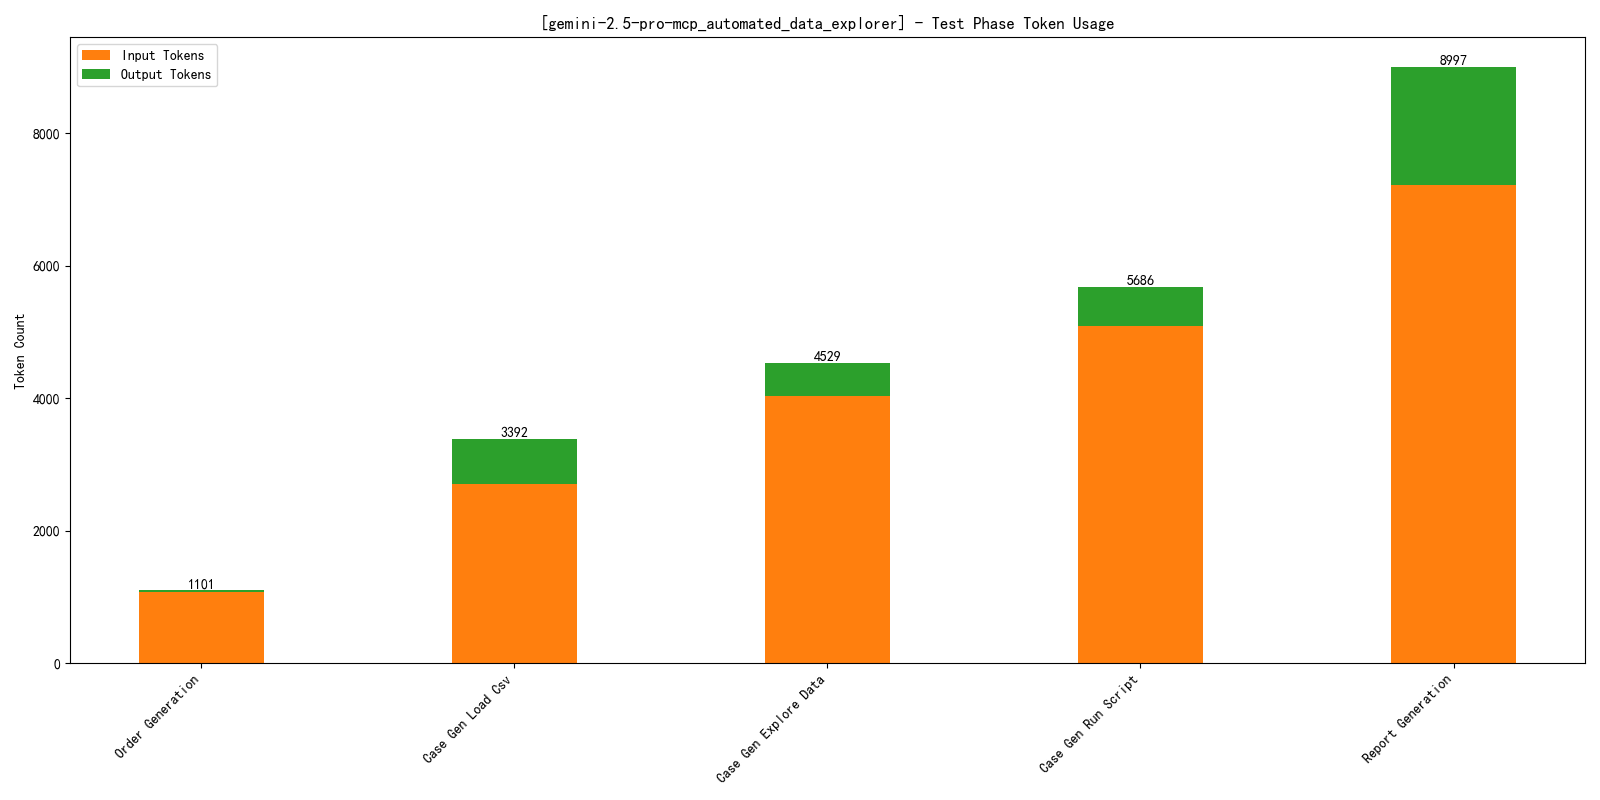 [gemini-2.5-pro-mcp_automated_data_explorer] - Test Phase Token Usage
Input Tokens
Output Tokens
Token Count
8000
6000
4000
2000
0
1101
3392
4529
5686
8997
Order Generation
Case Gen Load Csv
Case Gen Explore Data
Case Gen Run Script
Report Generation